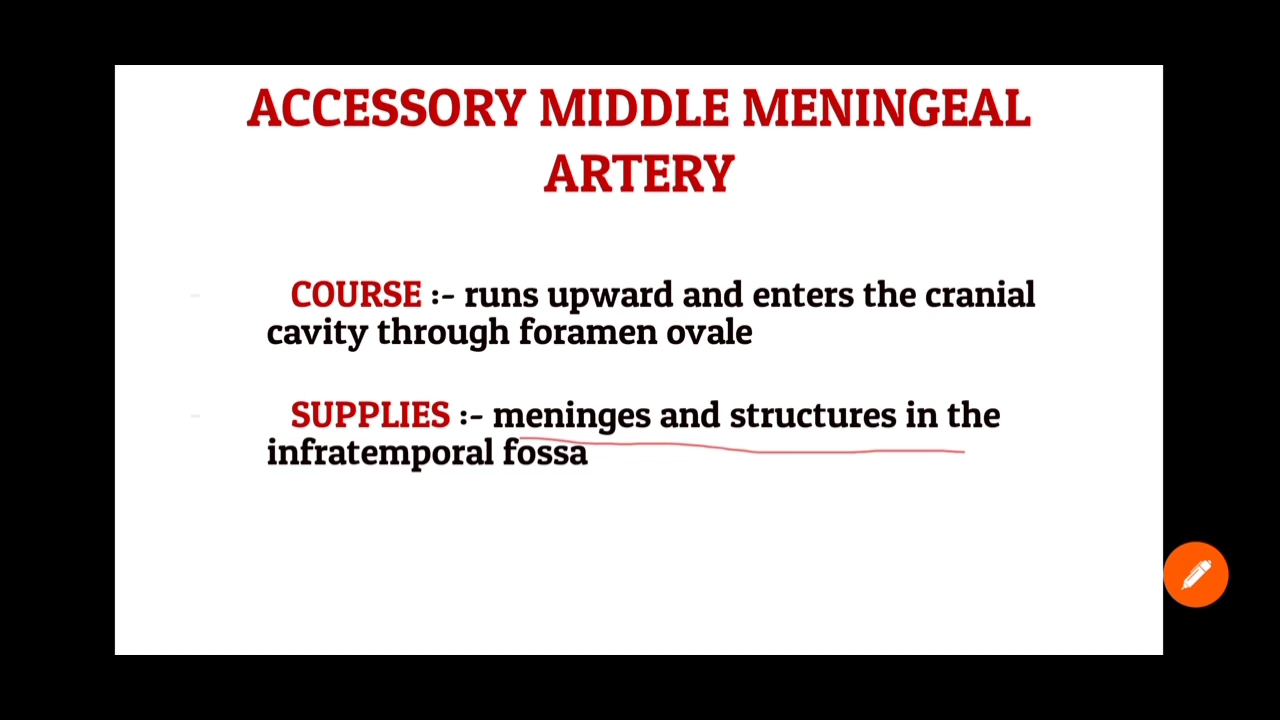 ACCESSORY MIDDLE MENINGEAL
ARTERY
- COURSE :- runs upward and enters the cranial
cavity through foramen ovale
- SUPPLIES :- meninges and structures in the
infratemporal fossa